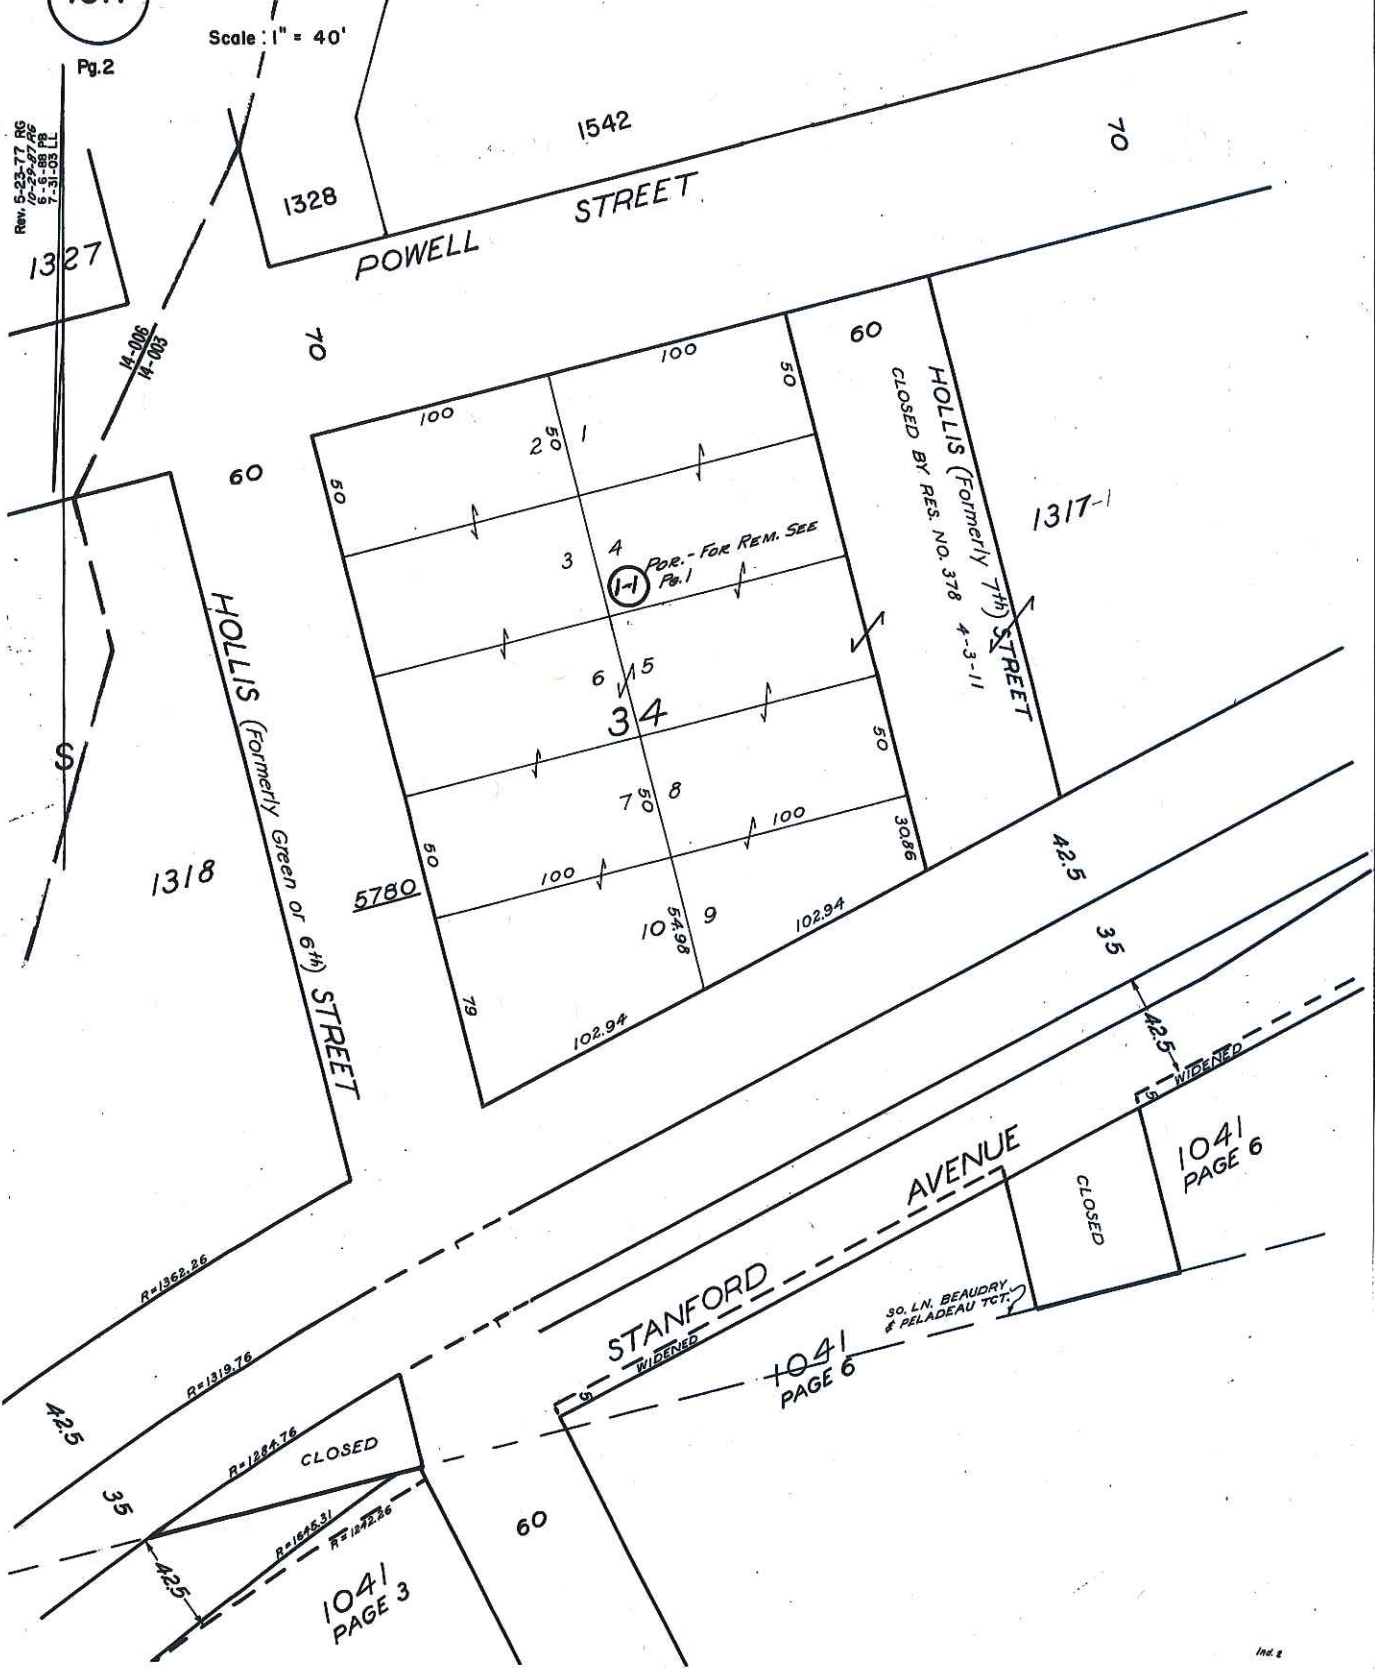 Scale: 1" = 40'
Pg.2
Rev. 5-23-77 RG
10-29-87 RG
6-6-88 PB
7-31-03 LL
1542
70
1328
POWELL STREET
1327
14-006
14-003
70
60
60
100
100
50
50
2
50
1
50
HOLLIS (Formerly 7th) STREET
CLOSED BY RES. NO. 378 4-3-11
1317-1
3
4
1-1
POR. - FOR REM. SEE
Pg.1
HOLLIS (Formerly Green or 6th) STREET
6
5
34
S
50
7
50
8
100
30.86
50
100
1318
5780
10
54.98
9
102.94
79
102.94
42.5
35
42.5
WIDENED
5
1041
PAGE 6
CLOSED
STANFORD AVENUE
WIDENED
5
SO. LN. BEAUDRY
& PELADEAU TCT.
1041
PAGE 6
R=1362.26
R=1319.76
42.5
R=1284.76
CLOSED
35
R=1645.31
R=1242.26
42.5
60
1041
PAGE 3
Ind. 2